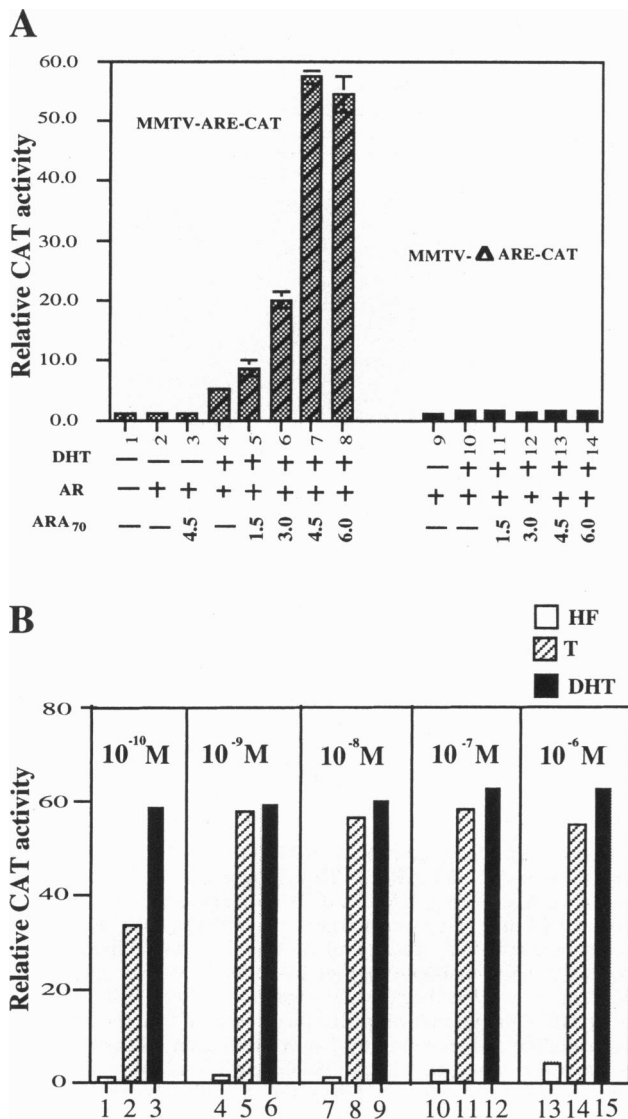 A
Relative CAT activity
60.0
50.0
40.0
30.0
20.0
10.0
0.0
MMTV-ARE-CAT
MMTV-Δ ARE-CAT
1 2 3 4 5 6 7 8 9 10 11 12 13 14
DHT — — — + + + + + — + + + + +
AR — + + + + + + + + + + + + +
ARA70 — — 4.5 — 1.5 3.0 4.5 6.0 — — 1.5 3.0 4.5 6.0
B
HF
T
DHT
Relative CAT activity
80
60
40
20
0
10-10M 10-9M 10-8M 10-7M 10-6M
1 2 3 4 5 6 7 8 9 10 11 12 13 14 15